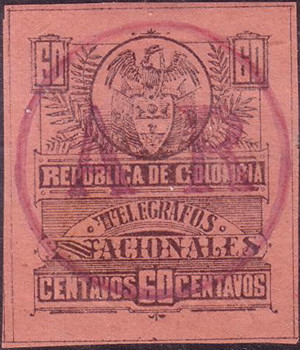 60 60
A R
REPUBLICA DE COLOMBIA
TELEGRAFOS
NACIONALES
CENTAVOS 60 CENTAVOS